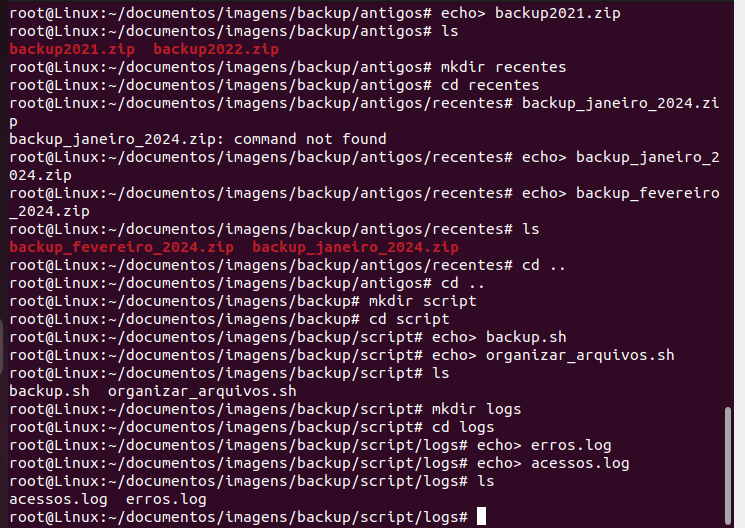 root@Linux:~/documentos/imagens/backup/antigos# echo> backup2021.zip
root@Linux:~/documentos/imagens/backup/antigos# ls
backup2021.zip  backup2022.zip
root@Linux:~/documentos/imagens/backup/antigos# mkdir recentes
root@Linux:~/documentos/imagens/backup/antigos# cd recentes
root@Linux:~/documentos/imagens/backup/antigos/recentes# backup_janeiro_2024.zi
p
backup_janeiro_2024.zip: command not found
root@Linux:~/documentos/imagens/backup/antigos/recentes# echo> backup_janeiro_2
024.zip
root@Linux:~/documentos/imagens/backup/antigos/recentes# echo> backup_fevereiro
_2024.zip
root@Linux:~/documentos/imagens/backup/antigos/recentes# ls
backup_fevereiro_2024.zip  backup_janeiro_2024.zip
root@Linux:~/documentos/imagens/backup/antigos/recentes# cd ..
root@Linux:~/documentos/imagens/backup/antigos# cd ..
root@Linux:~/documentos/imagens/backup# mkdir script
root@Linux:~/documentos/imagens/backup# cd script
root@Linux:~/documentos/imagens/backup/script# echo> backup.sh
root@Linux:~/documentos/imagens/backup/script# echo> organizar_arquivos.sh
root@Linux:~/documentos/imagens/backup/script# ls
backup.sh  organizar_arquivos.sh
root@Linux:~/documentos/imagens/backup/script# mkdir logs
root@Linux:~/documentos/imagens/backup/script# cd logs
root@Linux:~/documentos/imagens/backup/script/logs# echo> erros.log
root@Linux:~/documentos/imagens/backup/script/logs# echo> acessos.log
root@Linux:~/documentos/imagens/backup/script/logs# ls
acessos.log  erros.log
root@Linux:~/documentos/imagens/backup/script/logs#